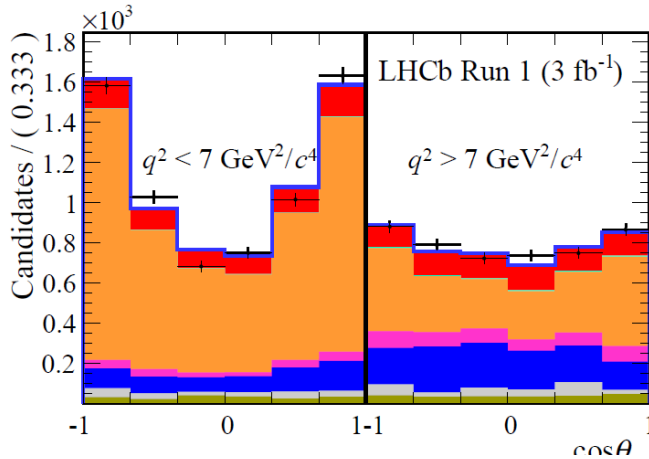 ×10³
Candidates / ( 0.333 )
1.8
1.6
1.4
1.2
1
0.8
0.6
0.4
0.2
LHCb Run 1 (3 fb⁻¹)
q² < 7 GeV²/c⁴
q² > 7 GeV²/c⁴
-1 0 1 -1 0 1
cosθ